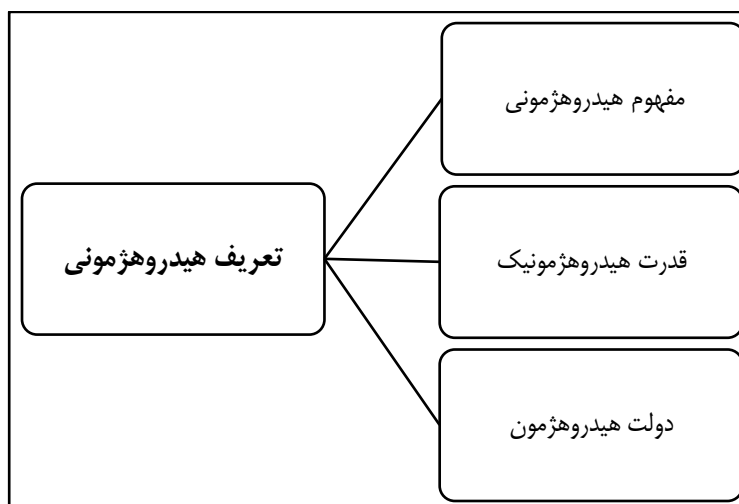 تعریف هیدروهژمونی
مفهوم هیدروهژمونی
قدرت هیدروهژمونیک
دولت هیدروهژمون